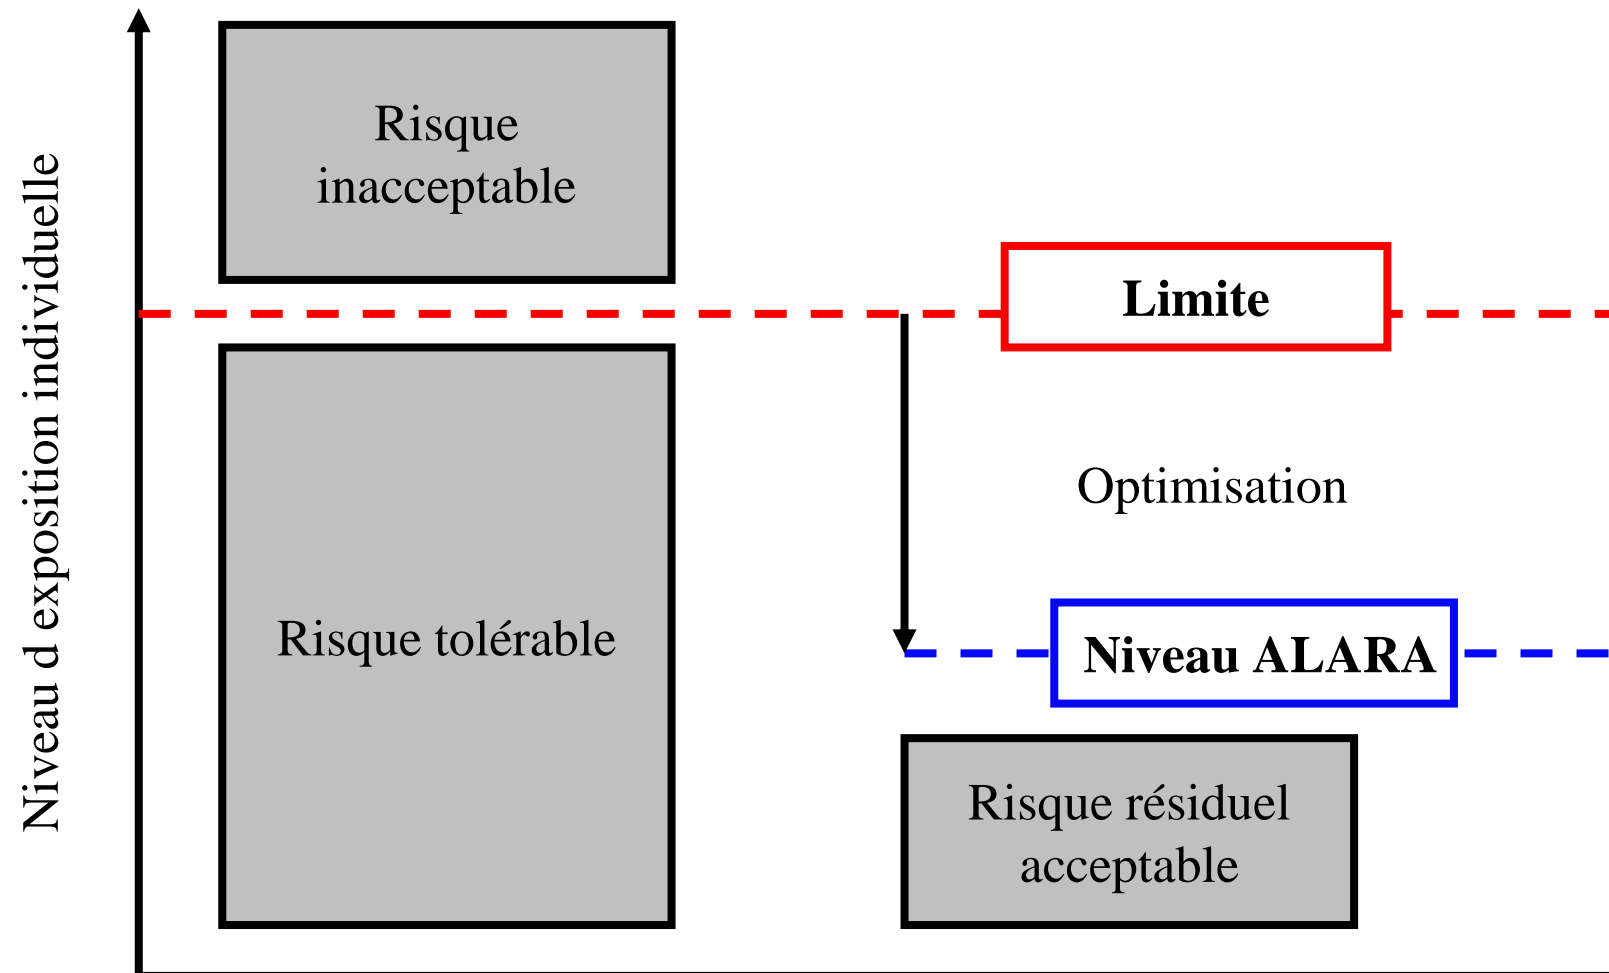 Niveau d exposition individuelle
Risque
inacceptable
Limite
Optimisation
Risque tolérable
Niveau ALARA
Risque résiduel
acceptable